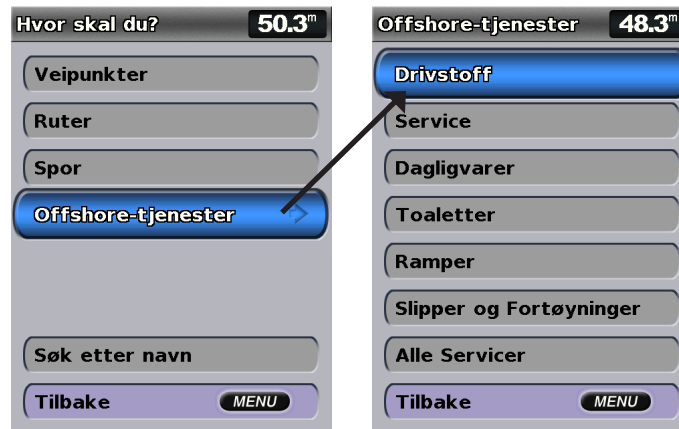 Hvor skal du? 50.3m
Veipunkter
Ruter
Spor
Offshore-tjenester
Søk etter navn
Tilbake MENU
Offshore-tjenester 48.3m
Drivstoff
Service
Dagligvarer
Toaletter
Ramper
Slipper og Fortøyninger
Alle Servicer
Tilbake MENU